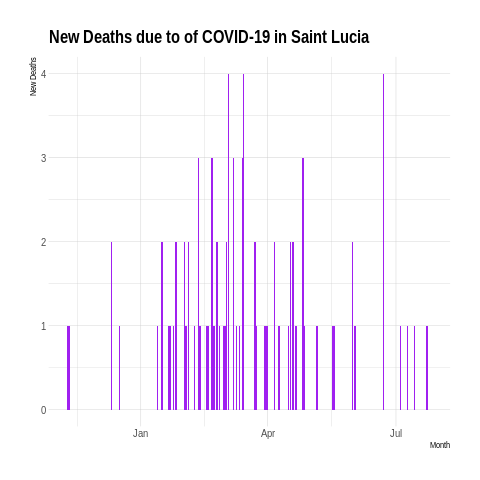 New Deaths due to of COVID-19 in Saint Lucia
New Deaths
4
3
2
1
0
Jan Apr Jul
Month